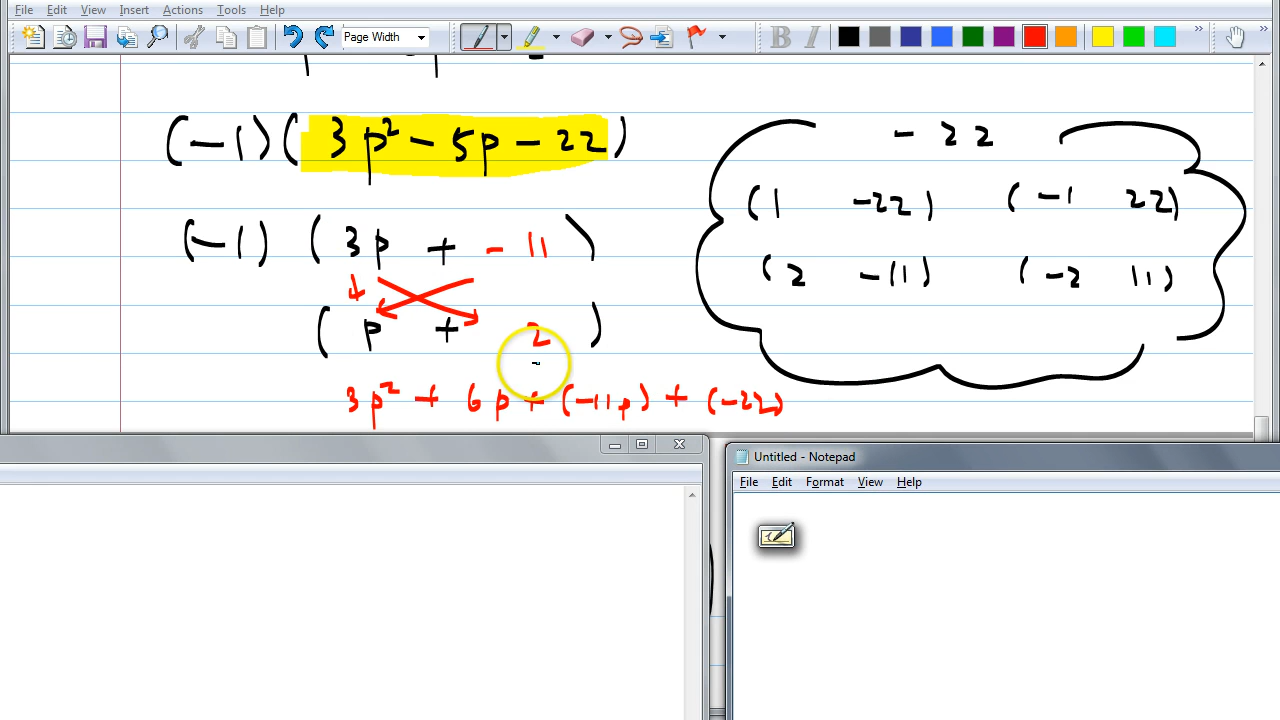 File Edit View Insert Actions Tools Help
Page Width B I
(-1)(3p² - 5p - 22)
- 22
(1 -22) (-1 22)
(-1) (3p + -11)
(2 -11) (-2 11)
(p + 2)
3p² + 6p + (-11p) + (-22)
Untitled - Notepad
File Edit Format View Help